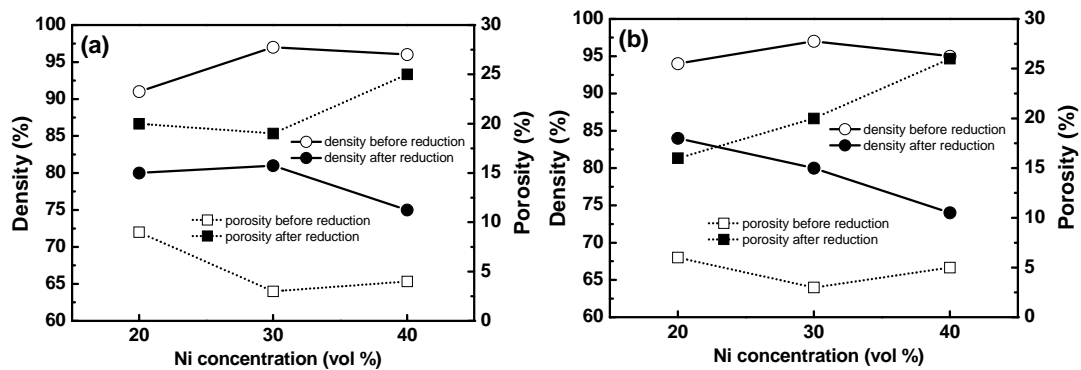 (a)
100
95
90
85
80
75
70
65
60
Density (%)
30
25
20
15
10
5
0
Porosity (%)
density before reduction
density after reduction
porosity before reduction
porosity after reduction
20 30 40
Ni concentration (vol %)
(b)
100
95
90
85
80
75
70
65
60
Density (%)
30
25
20
15
10
5
0
Porosity (%)
density before reduction
density after reduction
porosity before reduction
porosity after reduction
20 30 40
Ni concentration (vol %)